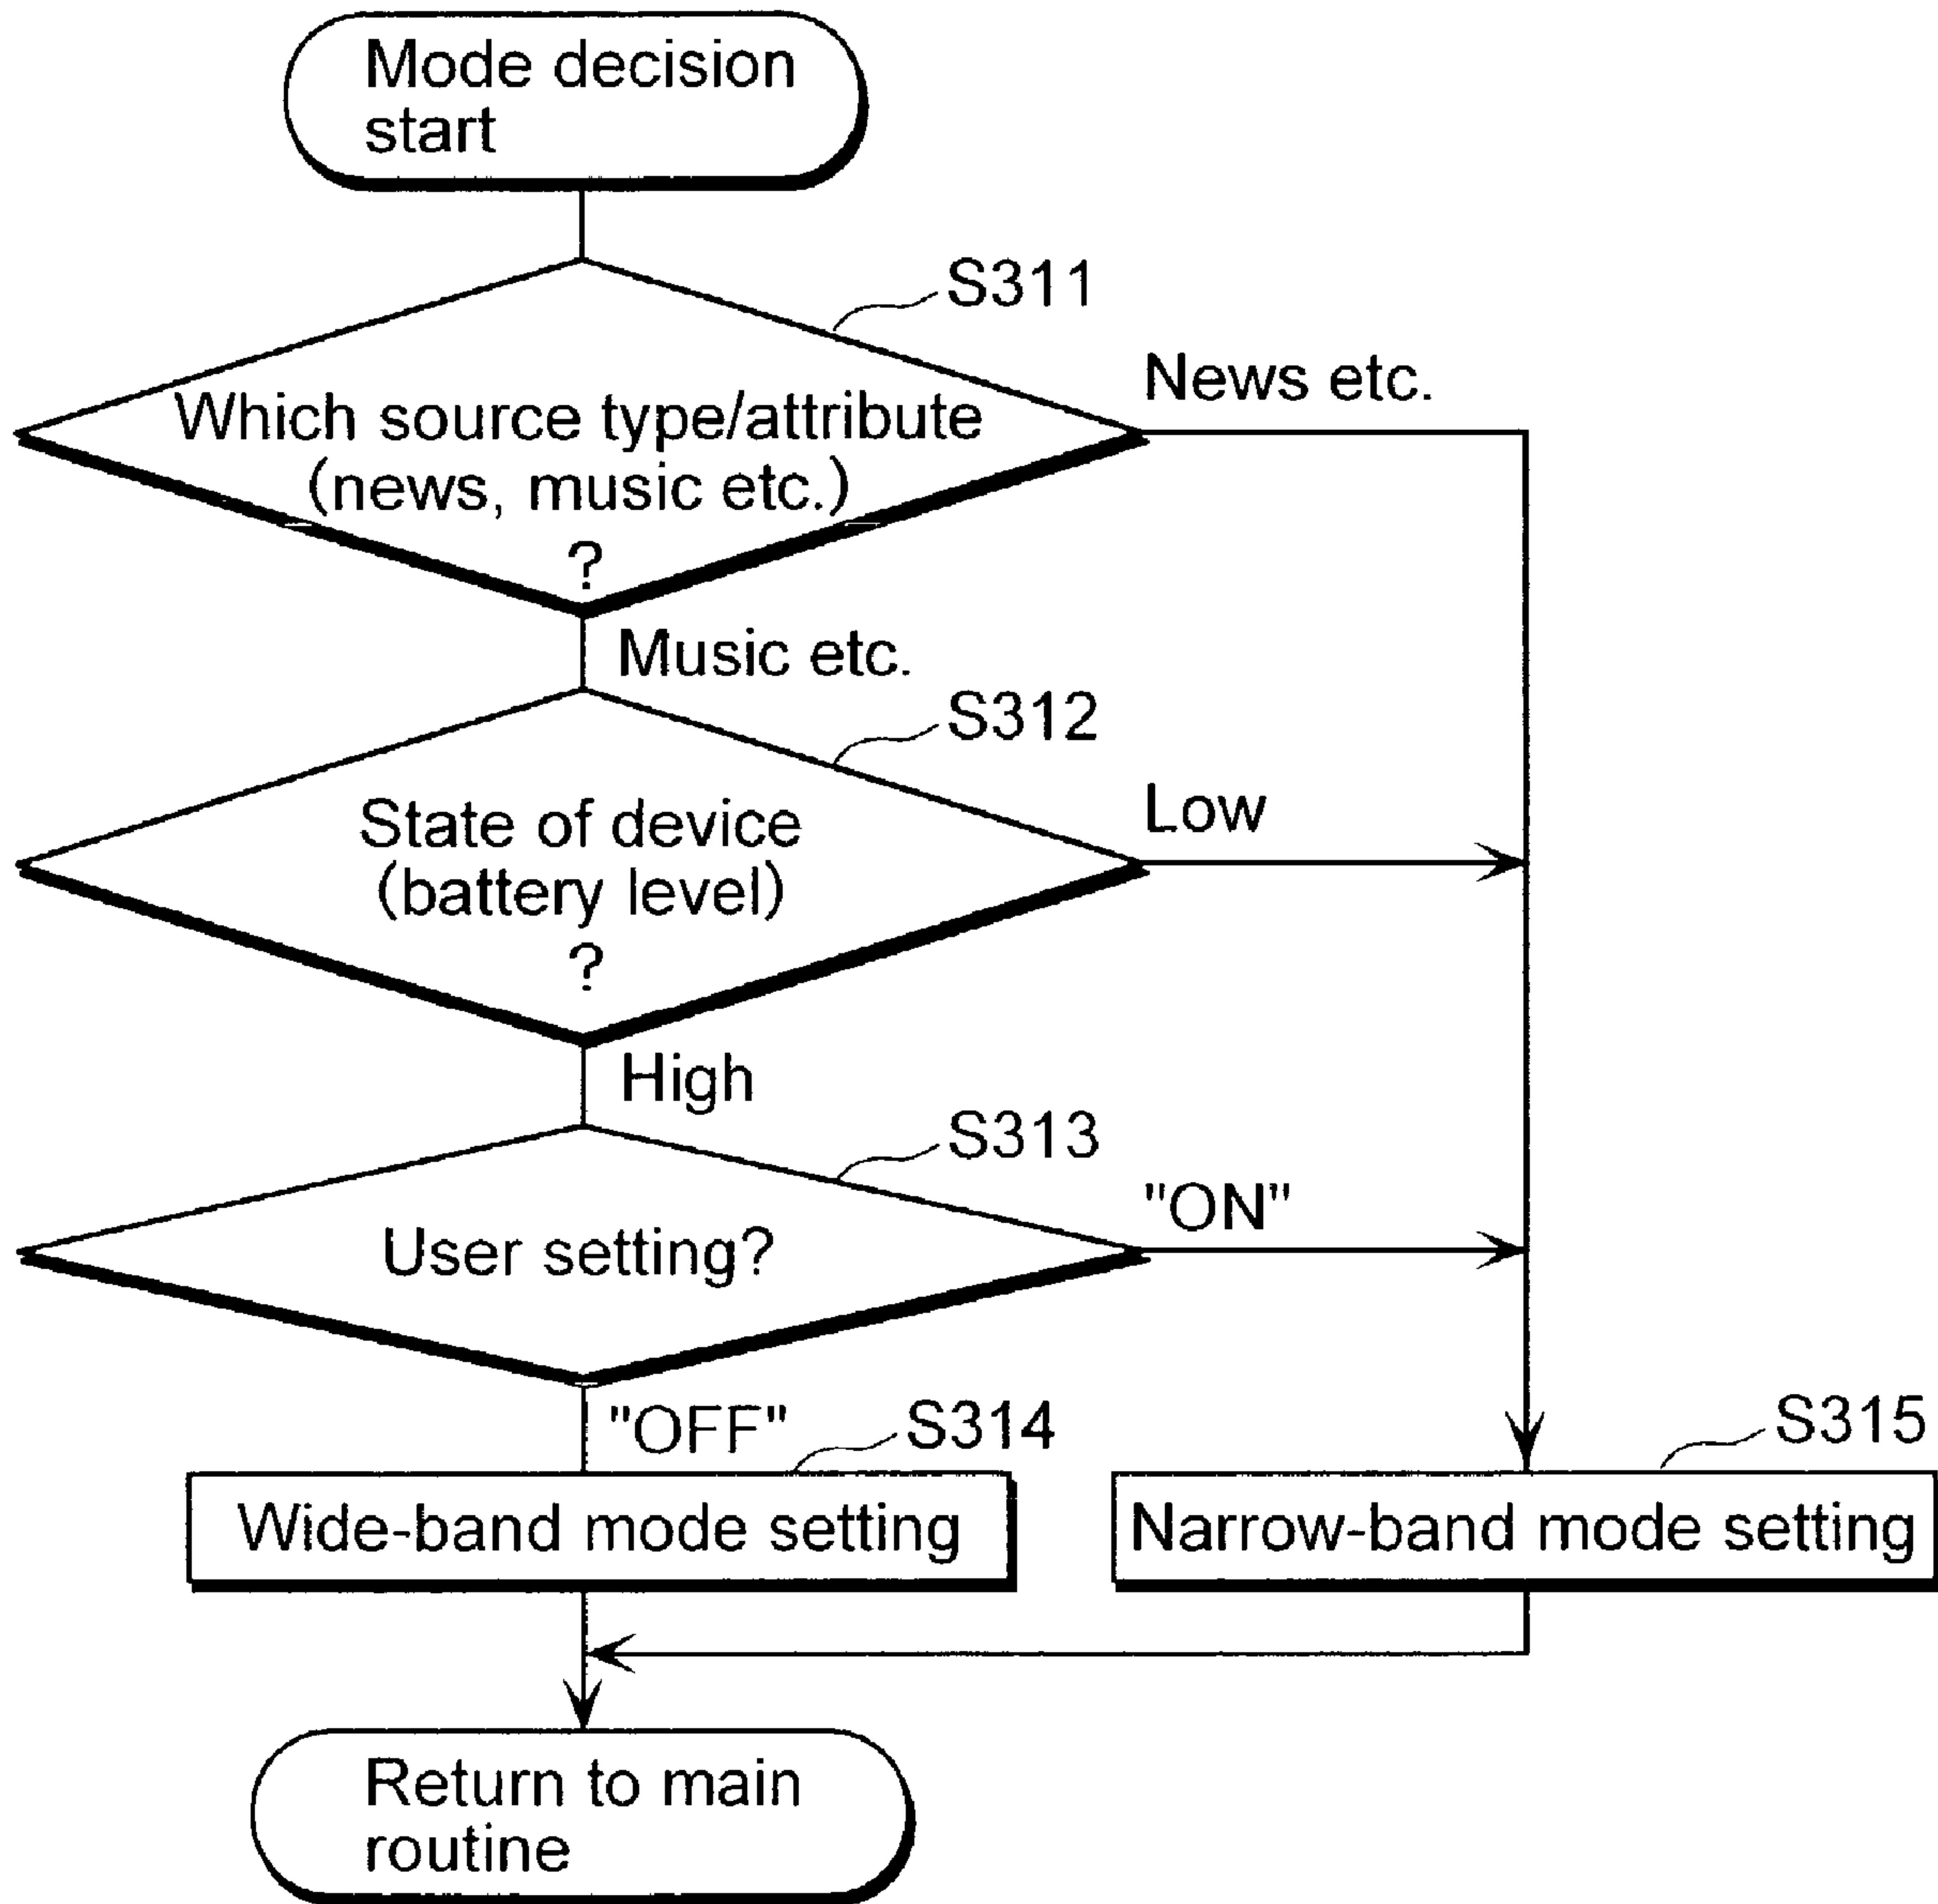 Mode decision
start
S311
News etc.
Which source type/attribute
(news, music etc.)
?
Music etc.
S312
Low
State of device
(battery level)
?
High
S313
"ON"
User setting?
"OFF"
S314
S315
Wide-band mode setting
Narrow-band mode setting
Return to main
routine